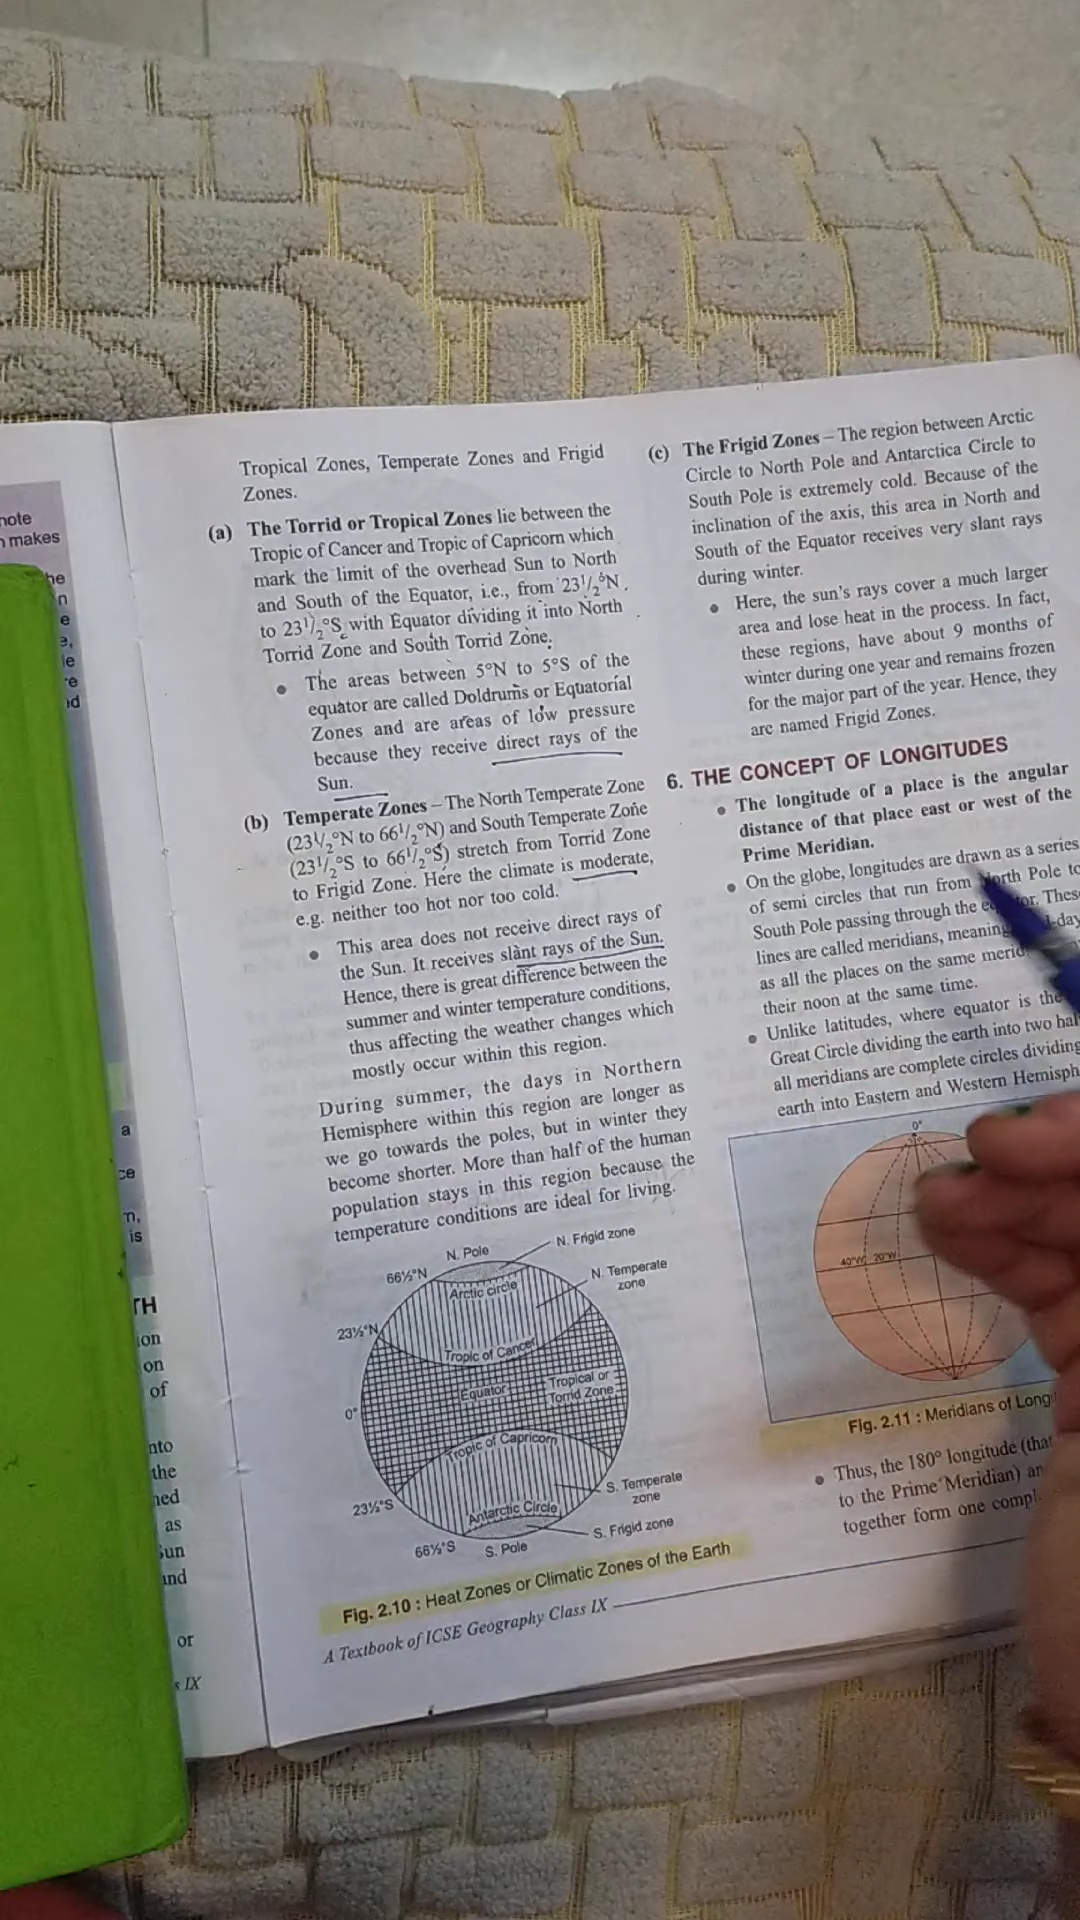 note
makes
he
n
e
e,
le
re
ed
a
ce
n,
is
TH
ion
on
of
nto
the
ned
as
Sun
and
or
s IX
Tropical Zones, Temperate Zones and Frigid
Zones.
(a) The Torrid or Tropical Zones lie between the
Tropic of Cancer and Tropic of Capricorn which
mark the limit of the overhead Sun to North
and South of the Equator, i.e., from 23½°N
to 23½°S with Equator dividing it into North
Torrid Zone and South Torrid Zone.
• The areas between 5°N to 5°S of the
equator are called Doldrums or Equatorial
Zones and are areas of low pressure
because they receive direct rays of the
Sun.
(b) Temperate Zones – The North Temperate Zone
(23½°N to 66½°N) and South Temperate Zone
(23½°S to 66½°S) stretch from Torrid Zone
to Frigid Zone. Here the climate is moderate,
e.g. neither too hot nor too cold.
• This area does not receive direct rays of
the Sun. It receives slant rays of the Sun.
Hence, there is great difference between the
summer and winter temperature conditions,
thus affecting the weather changes which
mostly occur within this region.
During summer, the days in Northern
Hemisphere within this region are longer as
we go towards the poles, but in winter they
become shorter. More than half of the human
population stays in this region because the
temperature conditions are ideal for living.
N. Pole
N. Frigid zone
66½°N
Arctic circle
N. Temperate
zone
23½°N
Tropic of Cancer
Equator
Tropical or
Torrid Zone
0°
Tropic of Capricorn
S. Temperate
zone
23½°S
Antarctic Circle
S. Frigid zone
66½°S
S. Pole
Fig. 2.10 : Heat Zones or Climatic Zones of the Earth
A Textbook of ICSE Geography Class IX
(c) The Frigid Zones – The region between Arctic
Circle to North Pole and Antarctica Circle to
South Pole is extremely cold. Because of the
inclination of the axis, this area in North and
South of the Equator receives very slant rays
during winter.
• Here, the sun's rays cover a much larger
area and lose heat in the process. In fact,
these regions, have about 9 months of
winter during one year and remains frozen
for the major part of the year. Hence, they
are named Frigid Zones.
6. THE CONCEPT OF LONGITUDES
• The longitude of a place is the angular
distance of that place east or west of the
Prime Meridian.
• On the globe, longitudes are drawn as a series
of semi circles that run from North Pole to
South Pole passing through the These
lines are called meridians, meaning
as all the places on the same
their noon at the same time.
• Unlike latitudes, where equator is the
Great Circle dividing the earth into two
all meridians are complete circles dividing
earth into Eastern and Western
0°
40°W 20°W
Fig. 2.11 : Meridians of
• Thus, the 180° longitude (that
to the Prime Meridian)
together form one